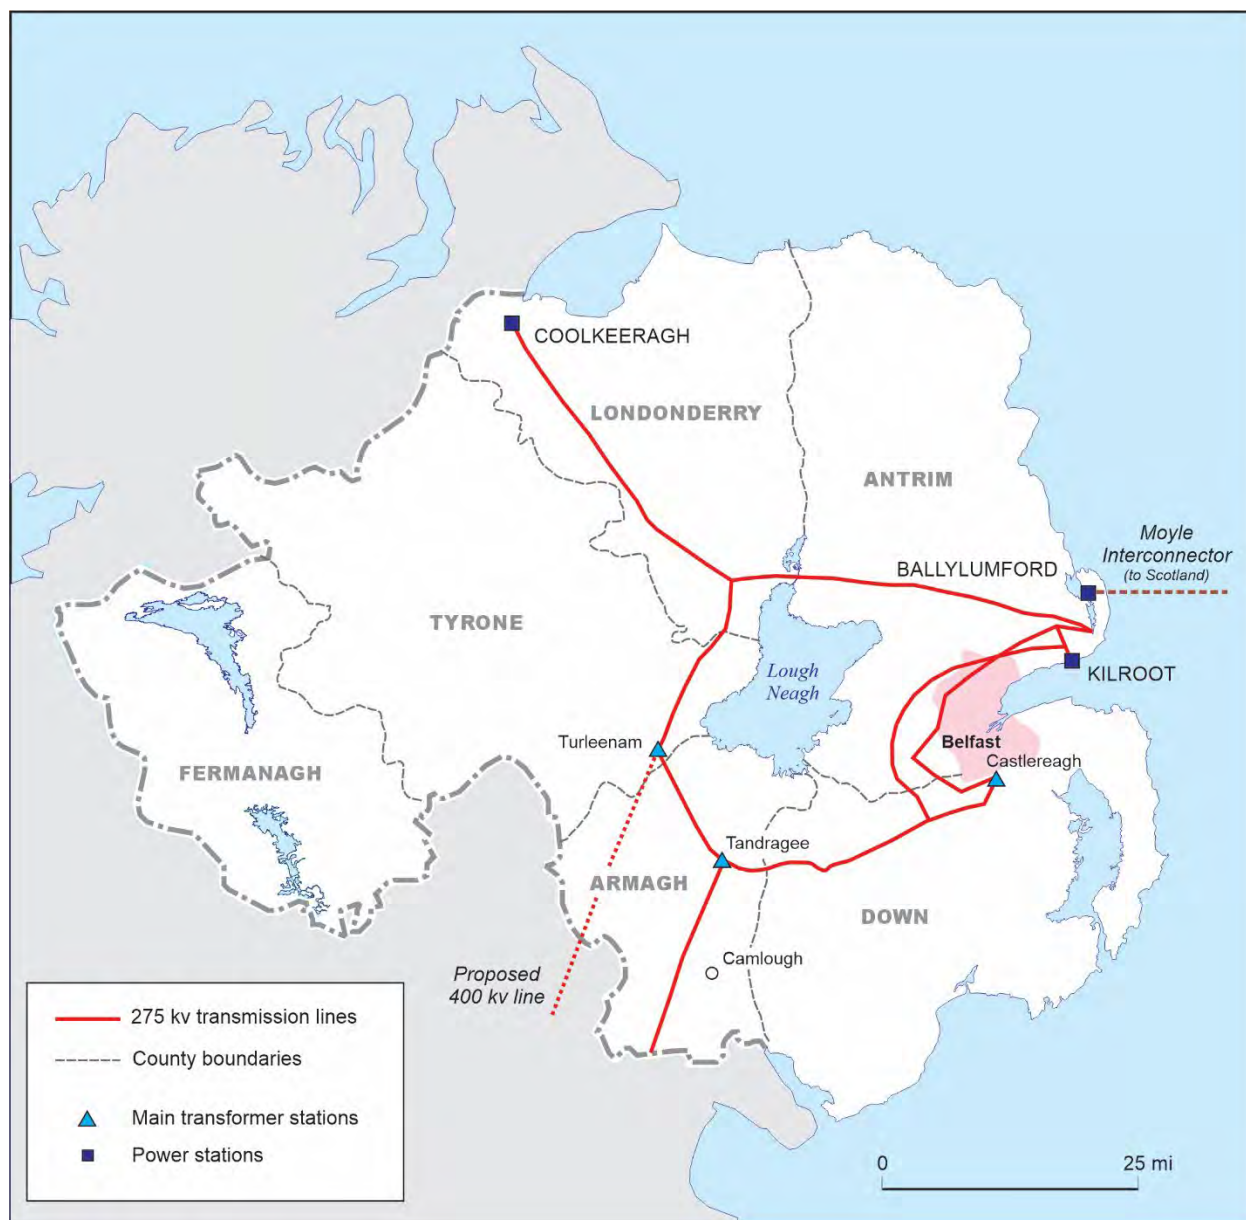 COOLKEERAGH
LONDONDERRY
ANTRIM
Moyle
Interconnector
(to Scotland)
BALLYLUMFORD
TYRONE
Lough
Neagh
KILROOT
Turleenam
Belfast
Castlereagh
FERMANAGH
Tandragee
ARMAGH
DOWN
Camlough
Proposed
400 kv line
275 kv transmission lines
County boundaries
Main transformer stations
Power stations
0 25 mi